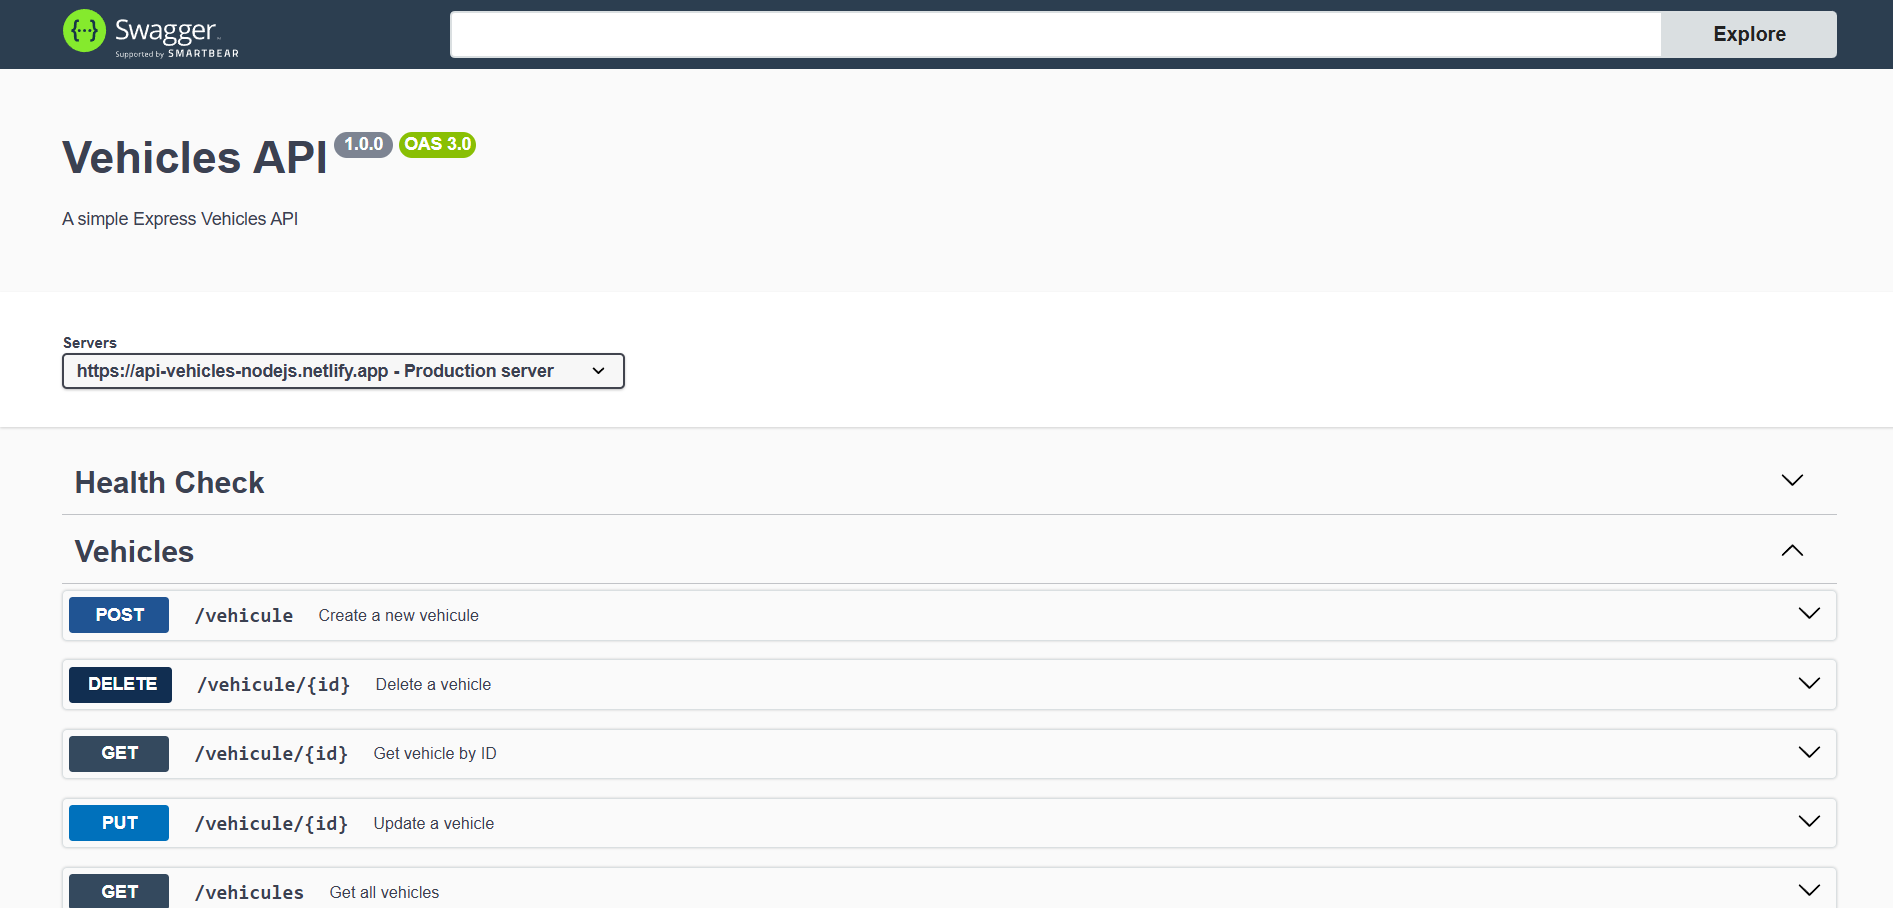 Swagger
Supported by SMARTBEAR
Explore
Vehicles API 1.0.0 OAS 3.0
A simple Express Vehicles API
Servers
https://api-vehicles-nodejs.netlify.app - Production server
Health Check
Vehicles
POST /vehicule Create a new vehicule
DELETE /vehicule/{id} Delete a vehicle
GET /vehicule/{id} Get vehicle by ID
PUT /vehicule/{id} Update a vehicle
GET /vehicules Get all vehicles